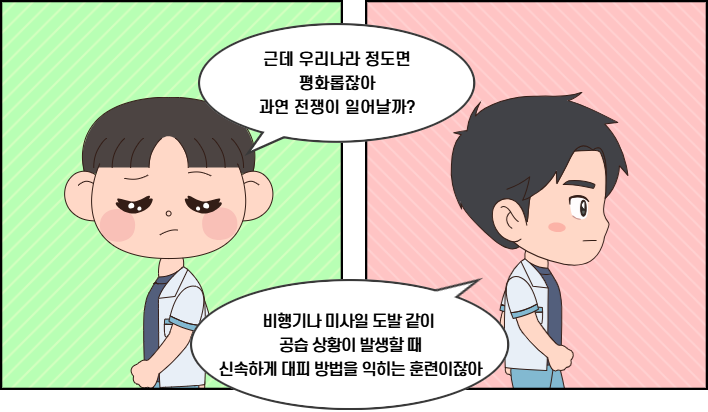 근데 우리나라 정도면
평화롭잖아
과연 전쟁이 일어날까?
비행기나 미사일 도발 같이
공습 상황이 발생할 때
신속하게 대피 방법을 익히는 훈련이잖아